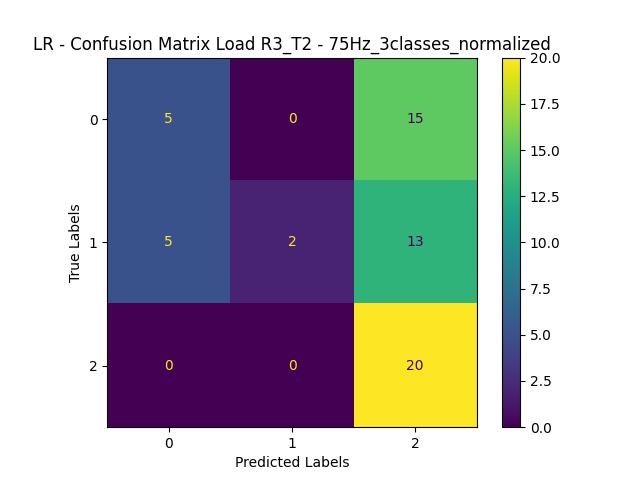 LR - Confusion Matrix Load R3_T2 - 75Hz_3classes_normalized
20.0
17.5
15.0
12.5
10.0
7.5
5.0
2.5
0.0
True Labels
0
5 0 15
1
5 2 13
2
0 0 20
0 1 2
Predicted Labels